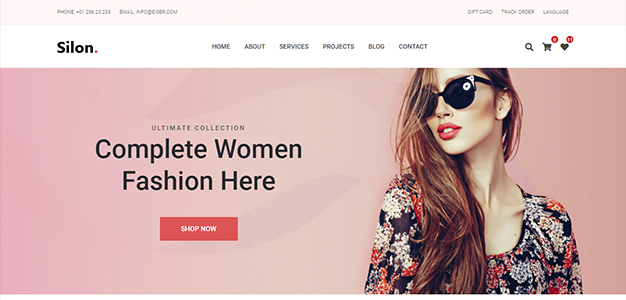 PHONE: +01 256 25 235 EMAIL: INFO@EISER.COM GIFT CARD TRACK ORDER LANGUAGE
Silon. HOME ABOUT SERVICES PROJECTS BLOG CONTACT 0
ULTIMATE COLLECTION
Complete Women
Fashion Here
SHOP NOW